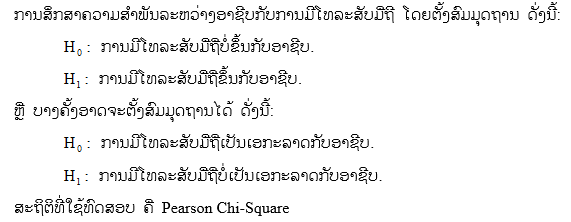 ການສຶກສາຄວາມສຳພັນລະຫວ່າງອາຊີບກັບການມີໂທລະສັບມືຖື ໂດຍຕັ້ງສົມມຸດຖານ ດັ່ງນີ້:
H₀ : ການມີໂທລະສັບມືຖືບໍ່ຂຶ້ນກັບອາຊີບ.
H₁ : ການມີໂທລະສັບມືຖືຂຶ້ນກັບອາຊີບ.
ຫຼື ບາງຄັ້ງອາດຈະຕັ້ງສົມມຸດຖານໄດ້ ດັ່ງນີ້:
H₀ : ການມີໂທລະສັບມືຖືເປັນເອກະລາດກັບອາຊີບ.
H₁ : ການມີໂທລະສັບມືຖືບໍ່ເປັນເອກະລາດກັບອາຊີບ.
ສະຖິຕິທີ່ໃຊ້ທົດສອບ ຄື Pearson Chi-Square